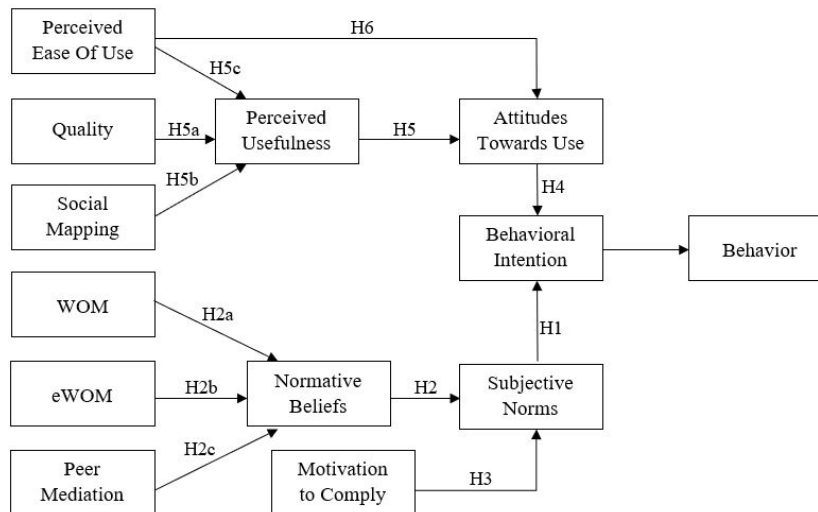 Perceived
Ease Of Use
H6
H5c
Quality
H5a
Perceived
Usefulness
H5
Attitudes
Towards Use
H5b
Social
Mapping
H4
Behavioral
Intention
Behavior
WOM
H2a
H1
eWOM
H2b
Normative
Beliefs
H2
Subjective
Norms
H2c
Peer
Mediation
Motivation
to Comply
H3